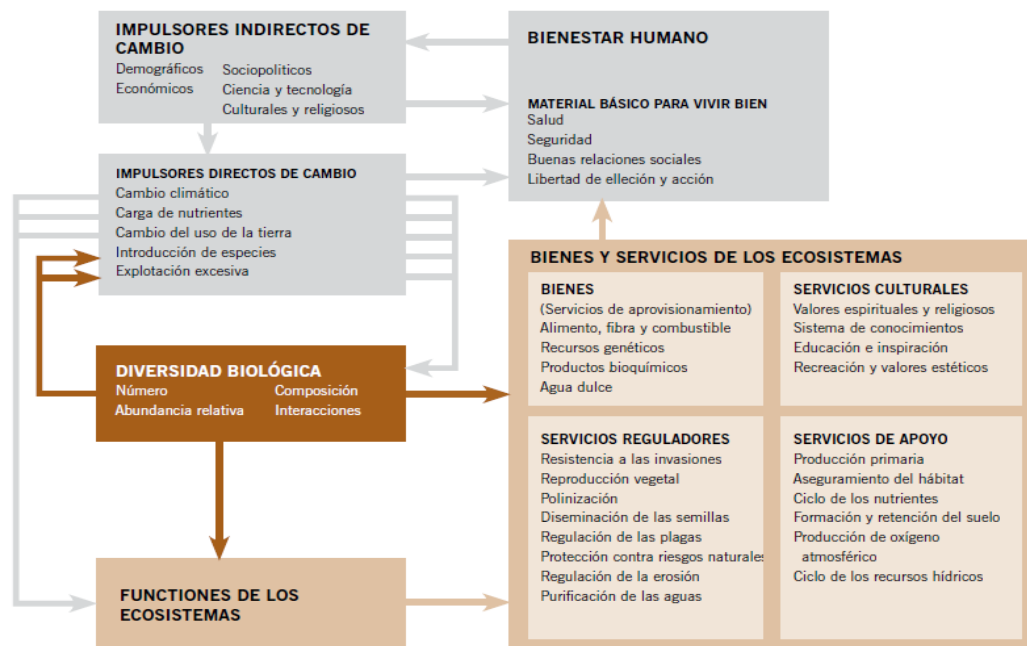 IMPULSORES INDIRECTOS DE
CAMBIO
Demográficos
Económicos
Sociopolíticos
Ciencia y tecnología
Culturales y religiosos
BIENESTAR HUMANO
MATERIAL BÁSICO PARA VIVIR BIEN
Salud
Seguridad
Buenas relaciones sociales
Libertad de elleción y acción
IMPULSORES DIRECTOS DE CAMBIO
Cambio climático
Carga de nutrientes
Cambio del uso de la tierra
Introducción de especies
Explotación excesiva
BIENES Y SERVICIOS DE LOS ECOSISTEMAS
BIENES
(Servicios de aprovisionamiento)
Alimento, fibra y combustible
Recursos genéticos
Productos bioquímicos
Agua dulce
SERVICIOS CULTURALES
Valores espirituales y religiosos
Sistema de conocimientos
Educación e inspiración
Recreación y valores estéticos
DIVERSIDAD BIOLÓGICA
Número
Abundancia relativa
Composición
Interacciones
SERVICIOS REGULADORES
Resistencia a las invasiones
Reproducción vegetal
Polinización
Diseminación de las semillas
Regulación de las plagas
Protección contra riesgos naturales
Regulación de la erosión
Purificación de las aguas
SERVICIOS DE APOYO
Producción primaria
Aseguramiento del hábitat
Ciclo de los nutrientes
Formación y retención del suelo
Producción de oxígeno
atmosférico
Ciclo de los recursos hídricos
FUNCTIONES DE LOS
ECOSISTEMAS